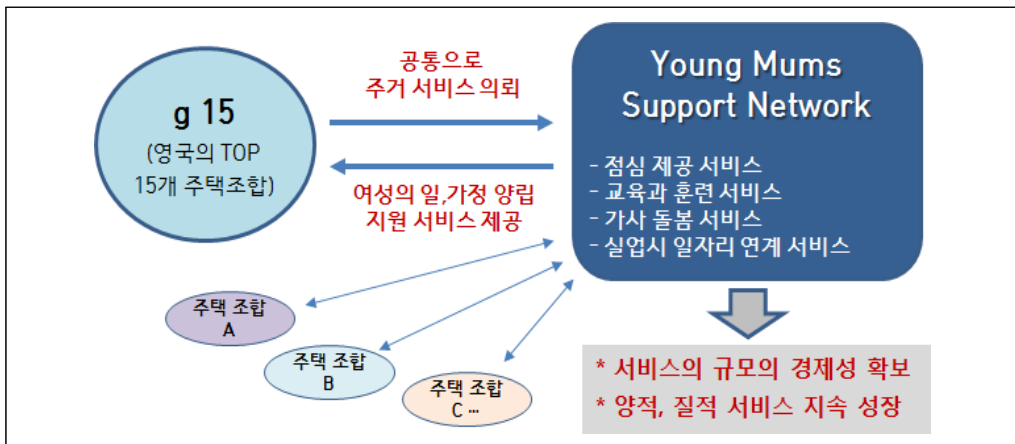 공통으로
주거 서비스 의뢰
g 15
(영국의 TOP
15개 주택조합)
여성의 일,가정 양립
지원 서비스 제공
Young Mums
Support Network
- 점심 제공 서비스
- 교육과 훈련 서비스
- 가사 돌봄 서비스
- 실업시 일자리 연계 서비스
주택 조합
A
주택 조합
B
주택 조합
C ···
* 서비스의 규모의 경제성 확보
* 양적, 질적 서비스 지속 성장